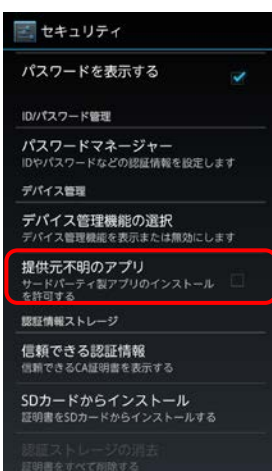 セキュリティ
パスワードを表示する
ID/パスワード管理
パスワードマネージャー
IDやパスワードなどの認証情報を設定します
デバイス管理
デバイス管理機能の選択
デバイス管理機能を表示または無効にします
提供元不明のアプリ
サードパーティ製アプリのインストール
を許可する
認証情報ストレージ
信頼できる認証情報
信頼できるCA証明書を表示する
SDカードからインストール
証明書をSDカードからインストールする
認証ストレージの消去
証明書をすべて削除する